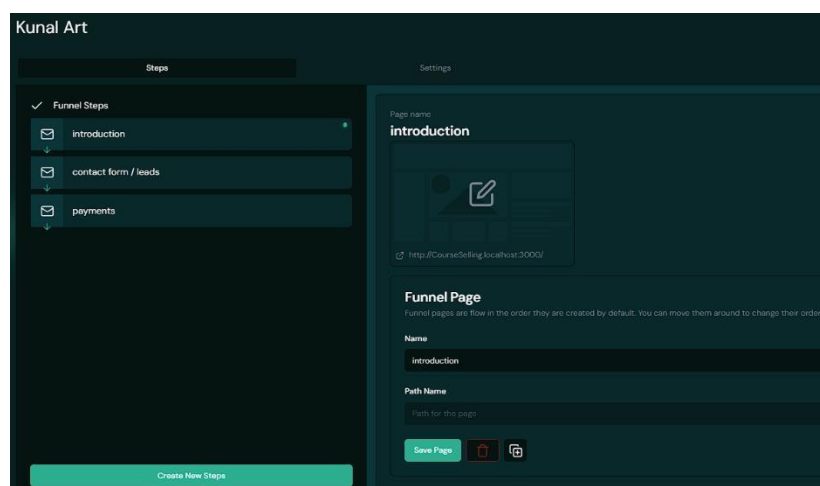 Kunal Art
Steps
Settings
Funnel Steps
introduction
contact form / leads
payments
Create New Steps
Page name
introduction
http://CourseSelling.localhost:3000/
Funnel Page
Funnel pages are flow in the order they are created by default. You can move them around to change their order
Name
introduction
Path Name
Path for the page
Save Page